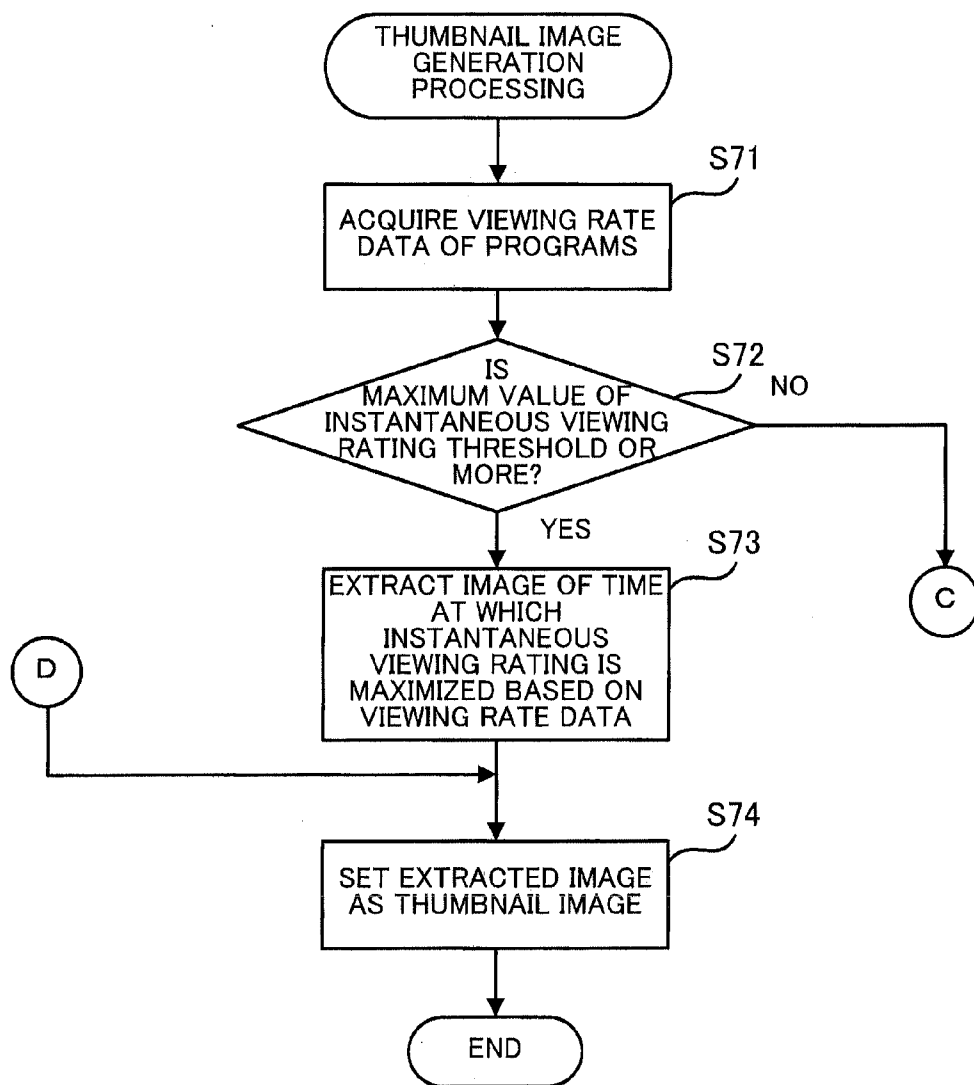 THUMBNAIL IMAGE
GENERATION
PROCESSING
S71
ACQUIRE VIEWING RATE
DATA OF PROGRAMS
S72
IS
MAXIMUM VALUE OF
INSTANTANEOUS VIEWING
RATING THRESHOLD OR
MORE?
NO
YES
S73
EXTRACT IMAGE OF TIME
AT WHICH
INSTANTANEOUS
VIEWING RATING IS
MAXIMIZED BASED ON
VIEWING RATE DATA
C
D
S74
SET EXTRACTED IMAGE
AS THUMBNAIL IMAGE
END